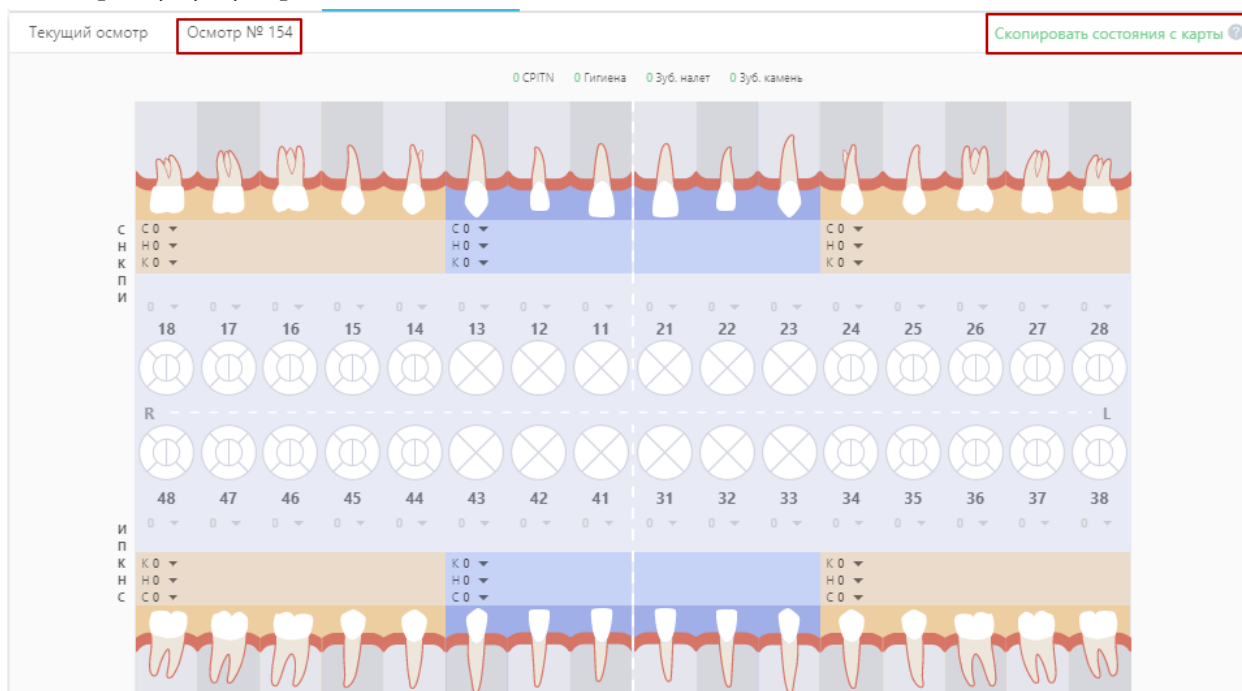 Текущий осмотр Осмотр № 154 Скопировать состояния с карты ?
0 CPITN 0 Гигиена 0 Зуб. налет 0 Зуб. камень
С С 0 С 0 С 0
Н Н 0 Н 0 Н 0
К К 0 К 0 К 0
П
И 0 0 0 0 0 0 0 0 0 0 0 0 0 0 0 0
18 17 16 15 14 13 12 11 21 22 23 24 25 26 27 28
R L
48 47 46 45 44 43 42 41 31 32 33 34 35 36 37 38
И 0 0 0 0 0 0 0 0 0 0 0 0 0 0 0 0
П
К К 0 К 0 К 0
Н Н 0 Н 0 Н 0
С С 0 С 0 С 0